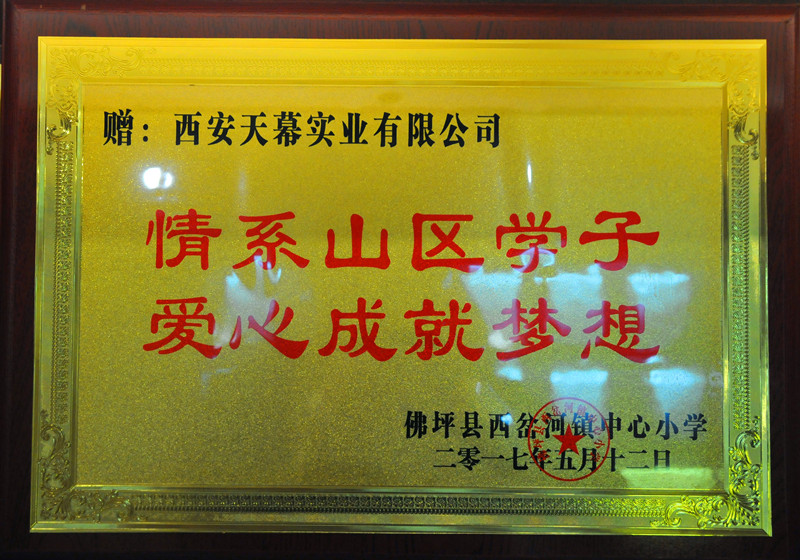 赠：西安天幕实业有限公司
情系山区学子
爱心成就梦想
佛坪县西岔河镇中心小学
二零一七年五月十二日